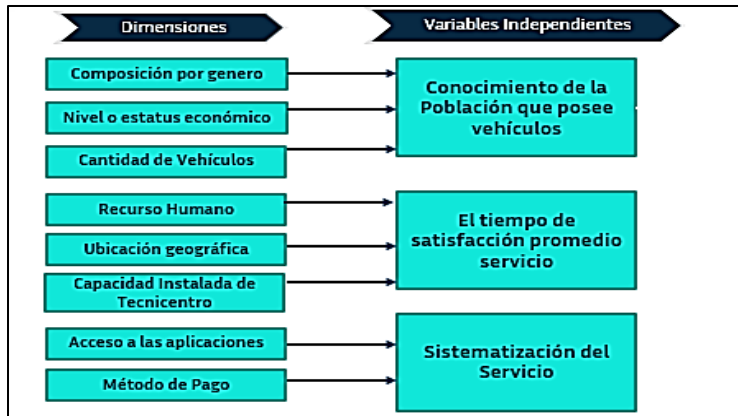 Dimensiones
Variables Independientes
Composición por genero
Nivel o estatus económico
Cantidad de Vehículos
Conocimiento de la
Población que posee
vehículos
Recurso Humano
Ubicación geográfica
Capacidad Instalada de
Tecnicentro
El tiempo de
satisfacción promedio
servicio
Acceso a las aplicaciones
Método de Pago
Sistematización del
Servicio